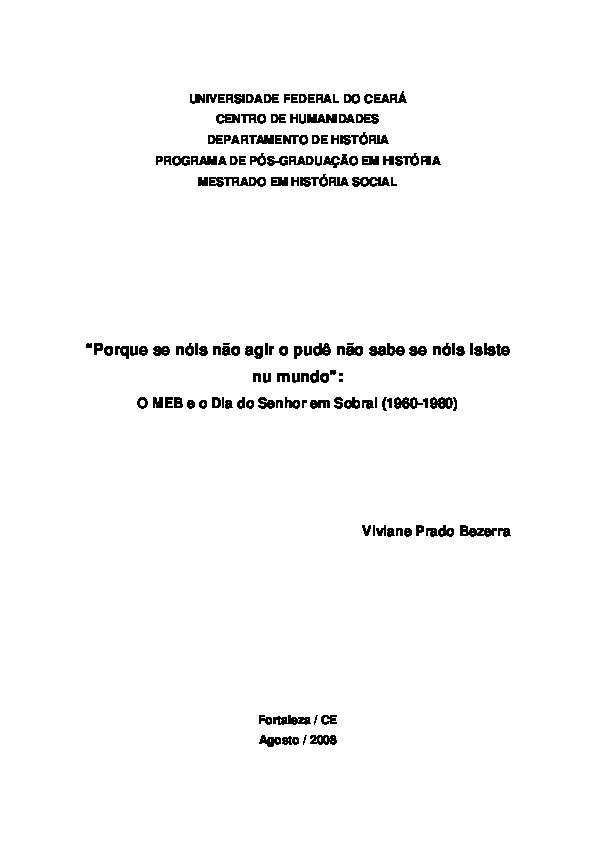 UNIVERSIDADE FEDERAL DO CEARÁ
CENTRO DE HUMANIDADES
DEPARTAMENTO DE HISTÓRIA
PROGRAMA DE PÓS-GRADUAÇÃO EM HISTÓRIA
MESTRADO EM HISTÓRIA SOCIAL
“Porque se nóis não agir o pudê não sabe se nóis isiste
nu mundo”:
O MEB e o Dia do Senhor em Sobral (1960-1980)
Viviane Prado Bezerra
Fortaleza / CE
Agosto / 2008